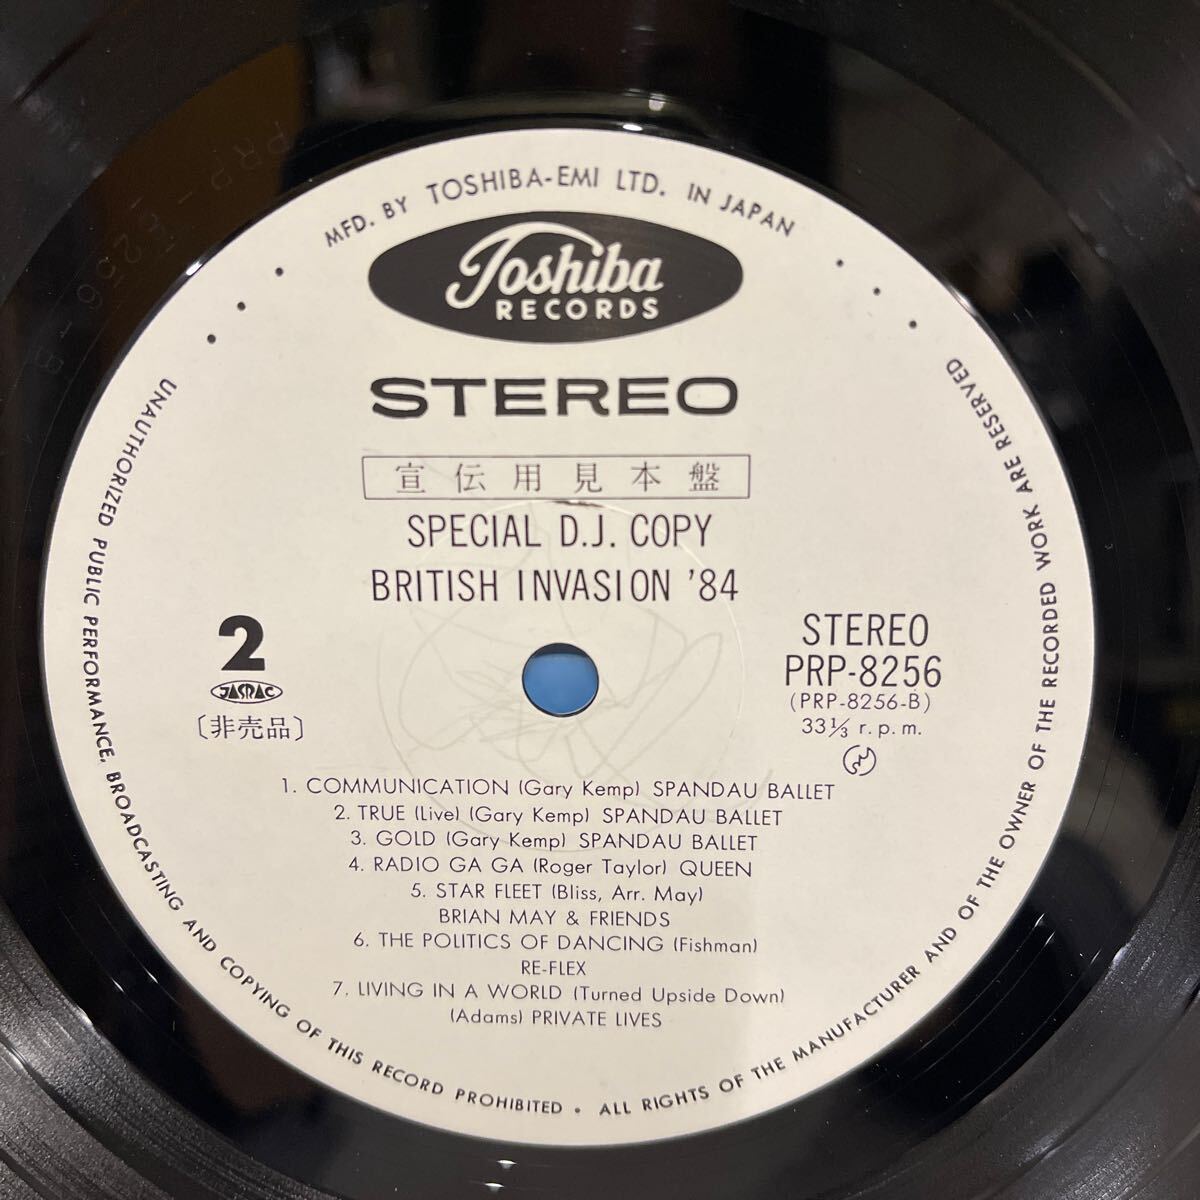 MFD. BY TOSHIBA-EMI LTD. IN JAPAN
Toshiba
RECORDS
STEREO
宣伝用見本盤
SPECIAL D.J. COPY
BRITISH INVASION '84
2
JASRAC
〔非売品〕
STEREO
PRP-8256
(PRP-8256-B)
33⅓ r.p.m.
1. COMMUNICATION (Gary Kemp) SPANDAU BALLET
2. TRUE (Live) (Gary Kemp) SPANDAU BALLET
3. GOLD (Gary Kemp) SPANDAU BALLET
4. RADIO GA GA (Roger Taylor) QUEEN
5. STAR FLEET (Bliss, Arr. May)
BRIAN MAY & FRIENDS
6. THE POLITICS OF DANCING (Fishman)
RE-FLEX
7. LIVING IN A WORLD (Turned Upside Down)
(Adams) PRIVATE LIVES
UNAUTHORIZED PUBLIC PERFORMANCE, BROADCASTING AND COPYING OF THIS RECORD PROHIBITED • ALL RIGHTS OF THE MANUFACTURER AND OF THE OWNER OF THE RECORDED WORK ARE RESERVED
PRP-8256-B